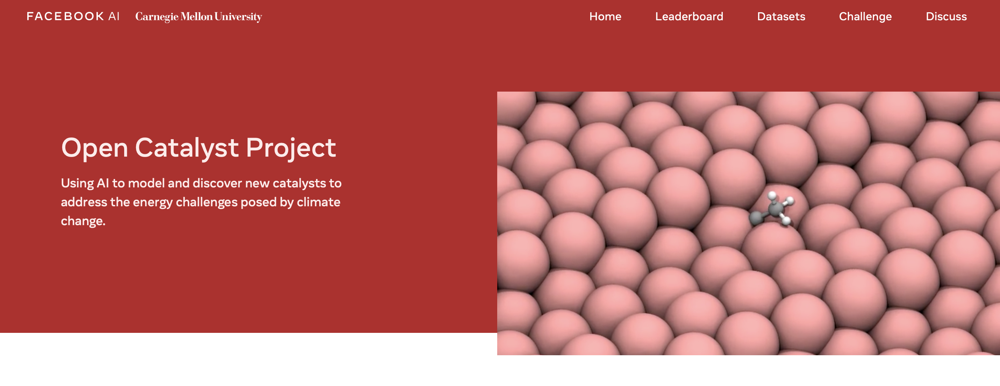 FACEBOOK AI
Carnegie Mellon University
Home
Leaderboard
Datasets
Challenge
Discuss
Open Catalyst Project
Using AI to model and discover new catalysts to
address the energy challenges posed by climate
change.